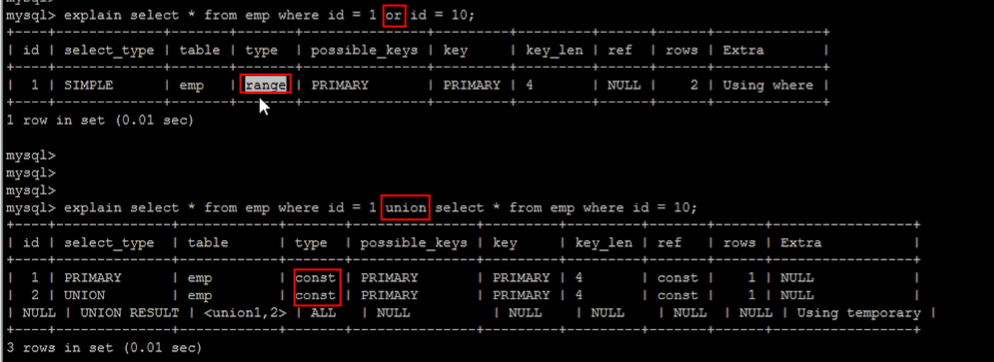 mysql> explain select * from emp where id = 1 or id = 10;
+----+-------------+-------+-------+---------------+---------+---------+------+------+-------------+
| id | select_type | table | type | possible_keys | key | key_len | ref | rows | Extra |
+----+-------------+-------+-------+---------------+---------+---------+------+------+-------------+
| 1 | SIMPLE | emp | range | PRIMARY | PRIMARY | 4 | NULL | 2 | Using where |
+----+-------------+-------+-------+---------------+---------+---------+------+------+-------------+
1 row in set (0.01 sec)
mysql>
mysql>
mysql>
mysql> explain select * from emp where id = 1 union select * from emp where id = 10;
+----+--------------+------------+-------+---------------+---------+---------+-------+------+-----------------+
| id | select_type | table | type | possible_keys | key | key_len | ref | rows | Extra |
+----+--------------+------------+-------+---------------+---------+---------+-------+------+-----------------+
| 1 | PRIMARY | emp | const | PRIMARY | PRIMARY | 4 | const | 1 | NULL |
| 2 | UNION | emp | const | PRIMARY | PRIMARY | 4 | const | 1 | NULL |
| NULL | UNION RESULT | <union1,2> | ALL | NULL | NULL | NULL | NULL | NULL | Using temporary |
+----+--------------+------------+-------+---------------+---------+---------+-------+------+-----------------+
3 rows in set (0.01 sec)